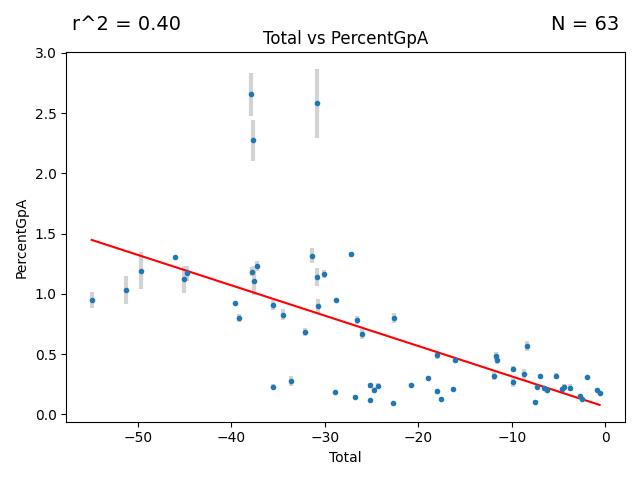 r^2 = 0.40
N = 63
Total vs PercentGpA
3.0
2.5
2.0
1.5
1.0
0.5
0.0
PercentGpA
−50
−40
−30
−20
−10
0
Total